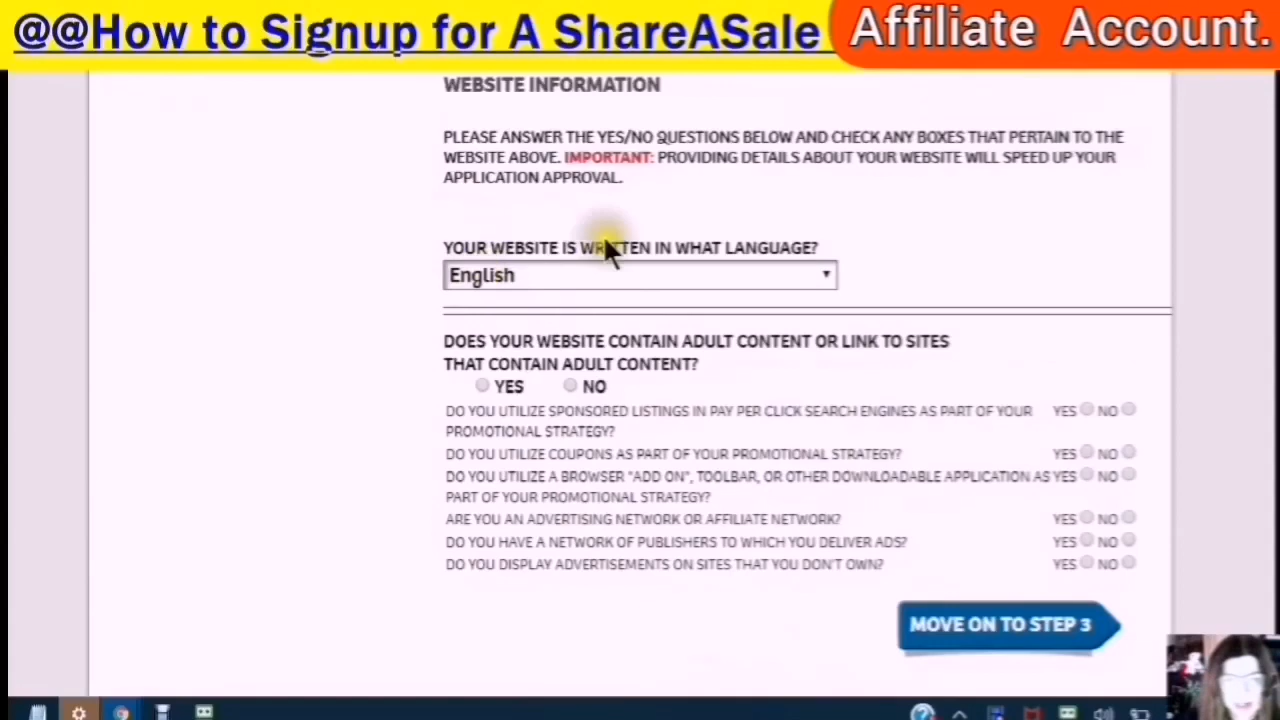 @@How to Signup for A ShareASale Affiliate Account.
WEBSITE INFORMATION
PLEASE ANSWER THE YES/NO QUESTIONS BELOW AND CHECK ANY BOXES THAT PERTAIN TO THE
WEBSITE ABOVE. IMPORTANT: PROVIDING DETAILS ABOUT YOUR WEBSITE WILL SPEED UP YOUR
APPLICATION APPROVAL.
YOUR WEBSITE IS WRITTEN IN WHAT LANGUAGE?
English
DOES YOUR WEBSITE CONTAIN ADULT CONTENT OR LINK TO SITES
THAT CONTAIN ADULT CONTENT?
YES NO
DO YOU UTILIZE SPONSORED LISTINGS IN PAY PER CLICK SEARCH ENGINES AS PART OF YOUR YES NO
PROMOTIONAL STRATEGY?
DO YOU UTILIZE COUPONS AS PART OF YOUR PROMOTIONAL STRATEGY? YES NO
DO YOU UTILIZE A BROWSER "ADD ON", TOOLBAR, OR OTHER DOWNLOADABLE APPLICATION AS YES NO
PART OF YOUR PROMOTIONAL STRATEGY?
ARE YOU AN ADVERTISING NETWORK OR AFFILIATE NETWORK? YES NO
DO YOU HAVE A NETWORK OF PUBLISHERS TO WHICH YOU DELIVER ADS? YES NO
DO YOU DISPLAY ADVERTISEMENTS ON SITES THAT YOU DON'T OWN? YES NO
MOVE ON TO STEP 3